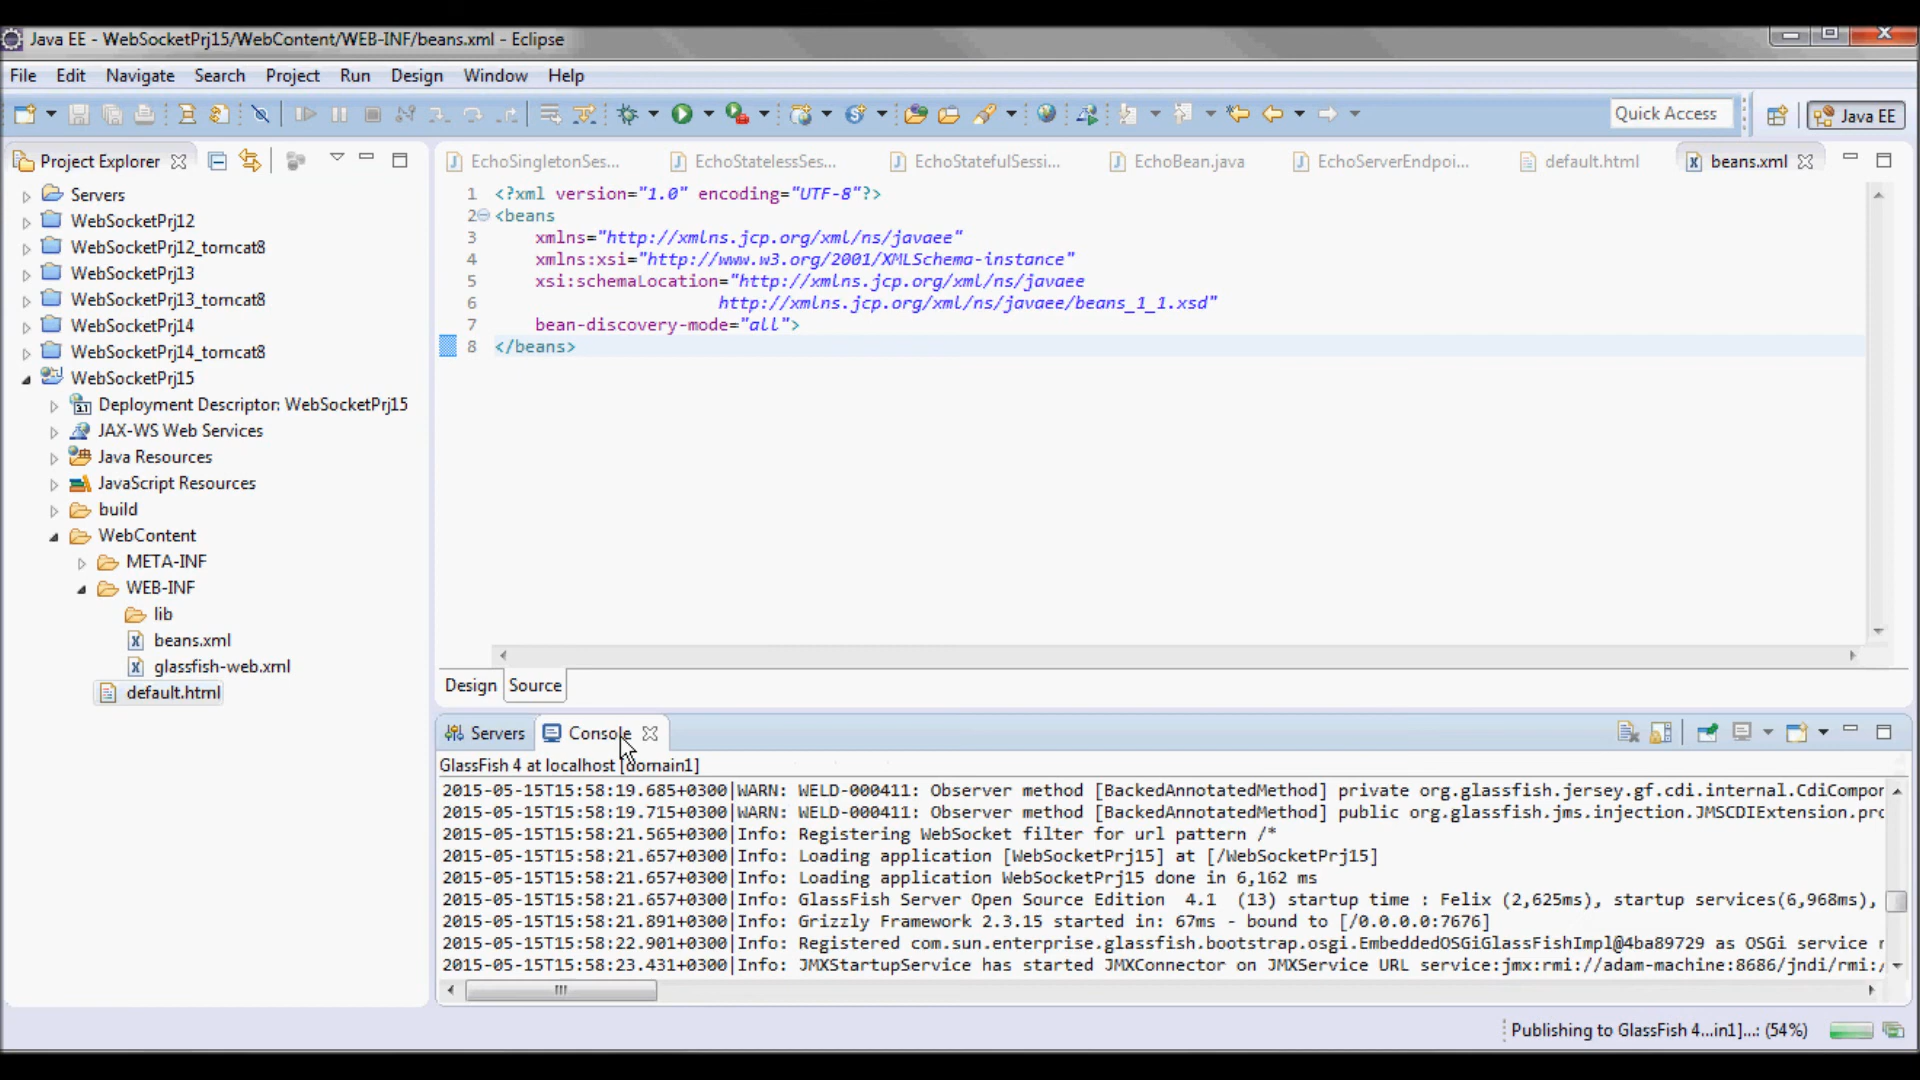 Java EE - WebSocketPrj15/WebContent/WEB-INF/beans.xml - Eclipse
File Edit Navigate Search Project Run Design Window Help
Quick Access
Java EE
Project Explorer
Servers
WebSocketPrj12
WebSocketPrj12_tomcat8
WebSocketPrj13
WebSocketPrj13_tomcat8
WebSocketPrj14
WebSocketPrj14_tomcat8
WebSocketPrj15
3.1 Deployment Descriptor: WebSocketPrj15
JAX-WS Web Services
Java Resources
JavaScript Resources
build
WebContent
META-INF
WEB-INF
lib
beans.xml
glassfish-web.xml
default.html
EchoSingletonSes... EchoStatelessSes... EchoStatefulSessi... EchoBean.java EchoServerEndpoi... default.html beans.xml
1 <?xml version="1.0" encoding="UTF-8"?>
2 <beans
3 xmlns="http://xmlns.jcp.org/xml/ns/javaee"
4 xmlns:xsi="http://www.w3.org/2001/XMLSchema-instance"
5 xsi:schemaLocation="http://xmlns.jcp.org/xml/ns/javaee
6 http://xmlns.jcp.org/xml/ns/javaee/beans_1_1.xsd"
7 bean-discovery-mode="all">
8 </beans>
Design Source
Servers Console
GlassFish 4 at localhost [domain1]
2015-05-15T15:58:19.685+0300|WARN: WELD-000411: Observer method [BackedAnnotatedMethod] private org.glassfish.jersey.gf.cdi.internal.CdiCompor
2015-05-15T15:58:19.715+0300|WARN: WELD-000411: Observer method [BackedAnnotatedMethod] public org.glassfish.jms.injection.JMSCDIExtension.prc
2015-05-15T15:58:21.565+0300|Info: Registering WebSocket filter for url pattern /*
2015-05-15T15:58:21.657+0300|Info: Loading application [WebSocketPrj15] at [/WebSocketPrj15]
2015-05-15T15:58:21.657+0300|Info: Loading application WebSocketPrj15 done in 6,162 ms
2015-05-15T15:58:21.657+0300|Info: GlassFish Server Open Source Edition 4.1 (13) startup time : Felix (2,625ms), startup services(6,968ms),
2015-05-15T15:58:21.891+0300|Info: Grizzly Framework 2.3.15 started in: 67ms - bound to [/0.0.0.0:7676]
2015-05-15T15:58:22.901+0300|Info: Registered com.sun.enterprise.glassfish.bootstrap.osgi.EmbeddedOSGiGlassFishImpl@4ba89729 as OSGi service r
2015-05-15T15:58:23.431+0300|Info: JMXStartupService has started JMXConnector on JMXService URL service:jmx:rmi://adam-machine:8686/jndi/rmi:/
Publishing to GlassFish 4...in1]...: (54%)